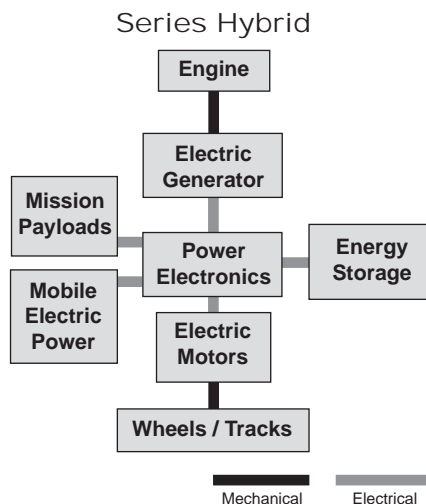 Series Hybrid
Engine
Electric
Generator
Mission
Payloads
Power
Electronics
Energy
Storage
Mobile
Electric
Power
Electric
Motors
Wheels / Tracks
Mechanical
Electrical